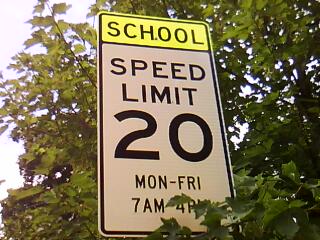 SCHOOL
SPEED
LIMIT
20
MON-FRI
7AM-4PM